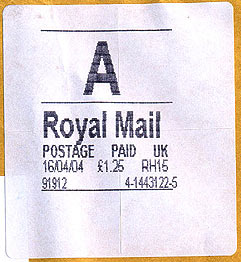 A
Royal Mail
POSTAGE PAID UK
16/04/04 £1.25 RH15
91912 4-1443122-5